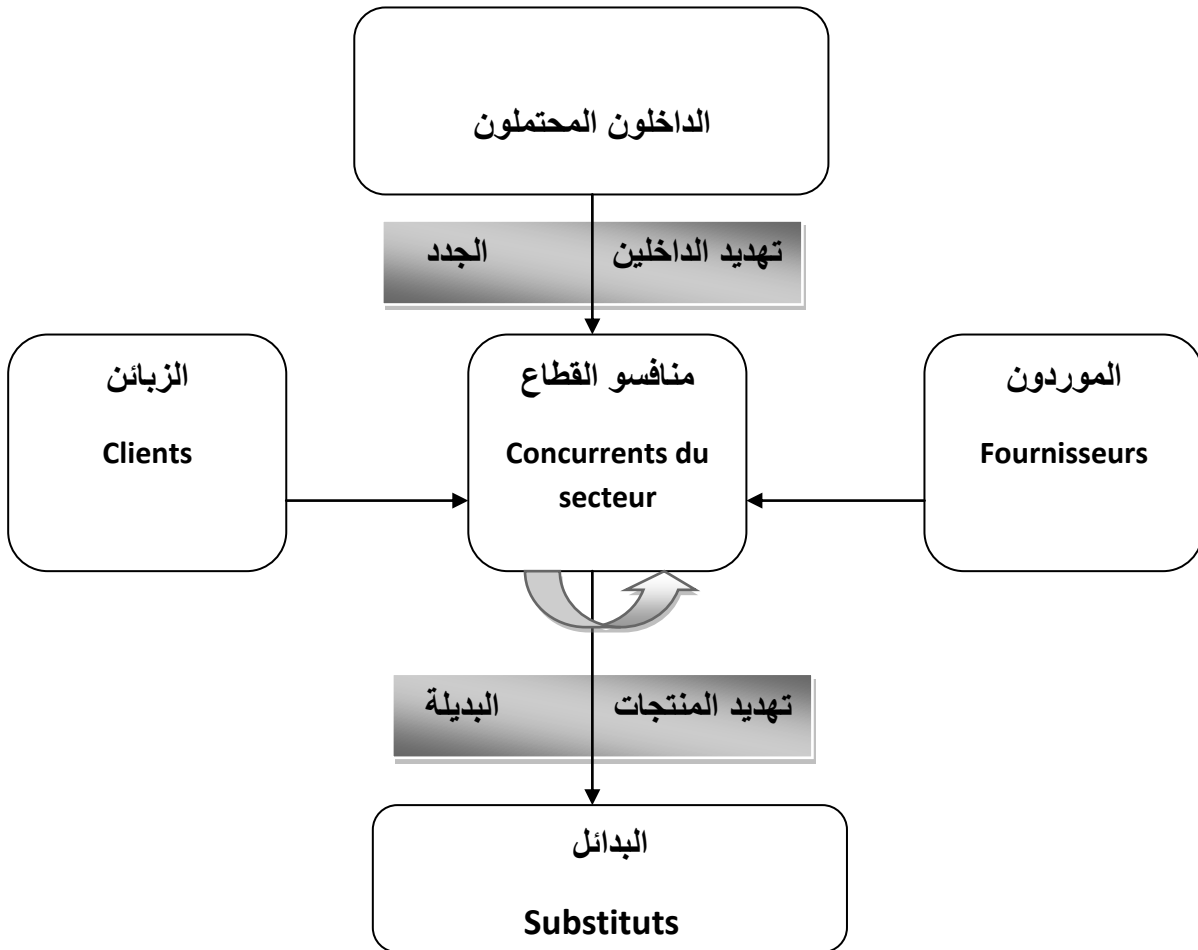 الداخلون المحتملون
تهديد الداخلين الجدد
الموردون
Fournisseurs
منافسو القطاع
Concurrents du
secteur
الزبائن
Clients
تهديد المنتجات البديلة
البدائل
Substituts